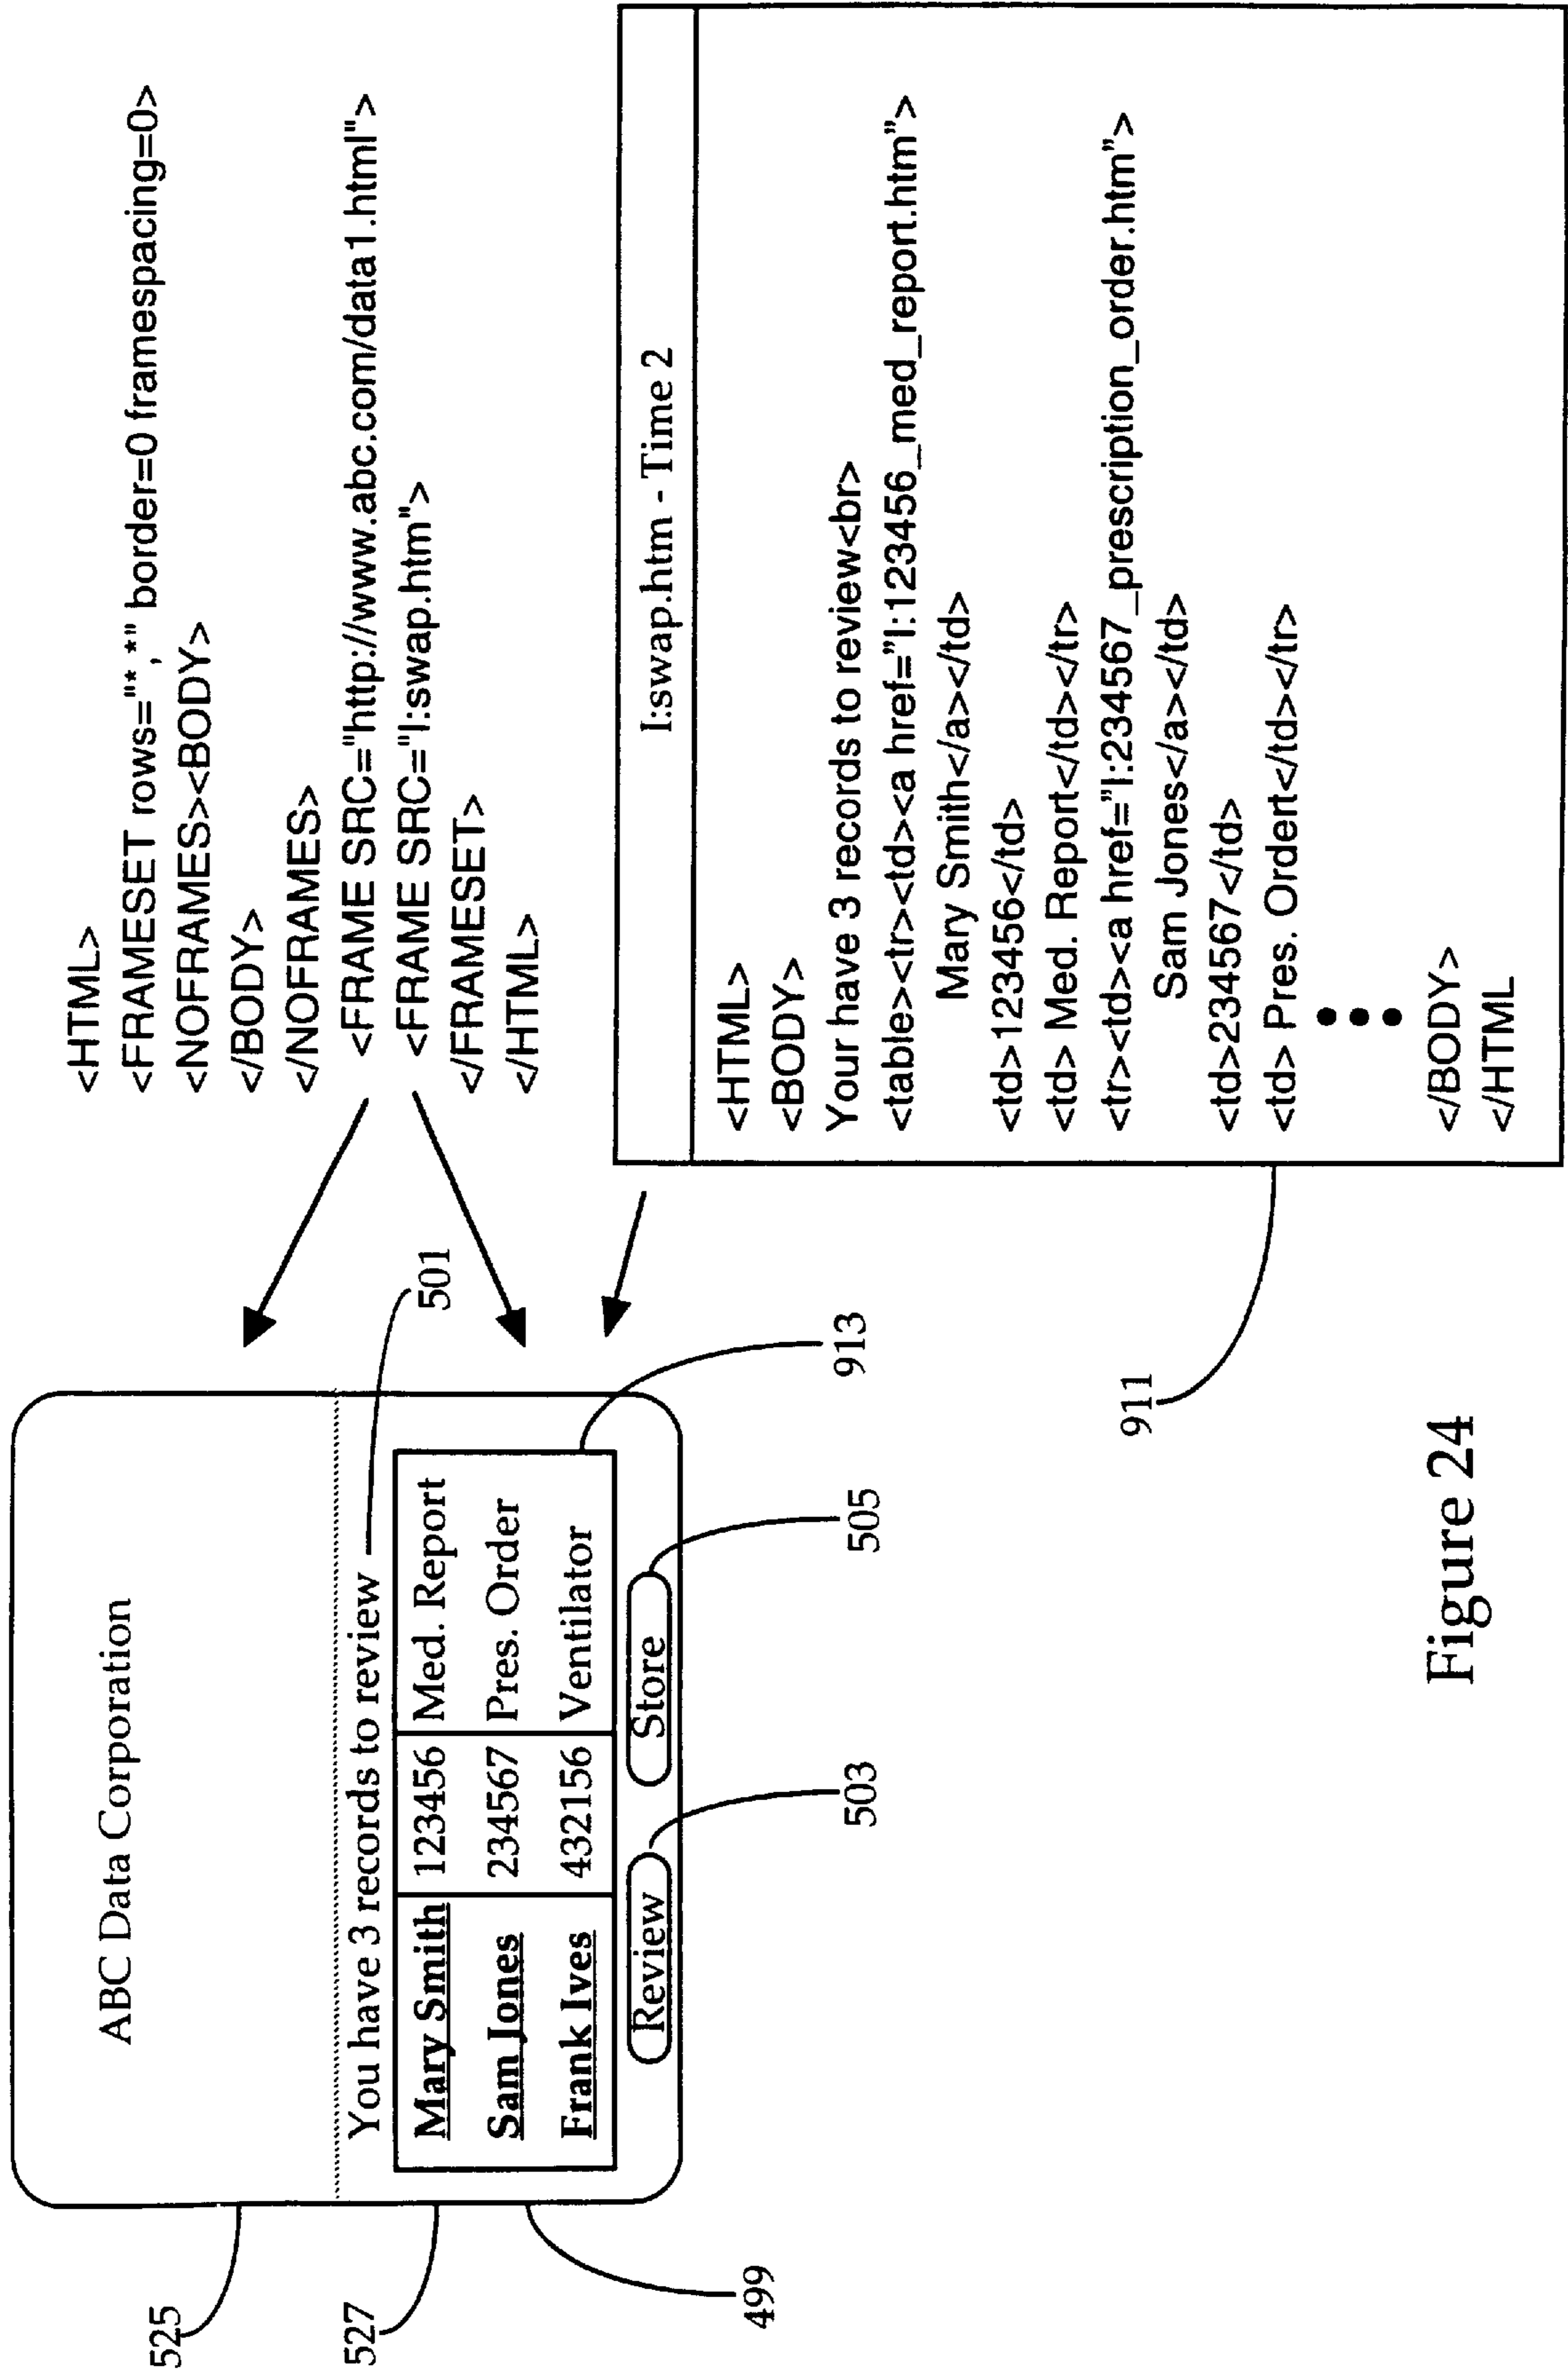 ABC Data Corporation
You have 3 records to review
Mary Smith 123456 Med. Report
Sam Jones 234567 Pres. Order
Frank Ives 432156 Ventilator
Review Store
525
527
499
503
505
913
501
<HTML>
<FRAMESET rows="*,*" border=0 framespacing=0>
<NOFRAMES><BODY>
</BODY>
</NOFRAMES>
<FRAME SRC="http://www.abc.com/data1.html">
<FRAME SRC="I:swap.htm">
</FRAMESET>
</HTML>
I:swap.htm - Time 2
<HTML>
<BODY>
Your have 3 records to review<br>
<table><tr><td><a href="I:123456_med_report.htm">
Mary Smith</a></td>
<td>123456</td>
<td> Med. Report</td></tr>
<tr><td><a href="I:234567_prescription_order.htm">
Sam Jones</a></td>
<td>234567</td>
<td> Pres. Ordert</td></tr>
</BODY>
</HTML
911
Figure 24